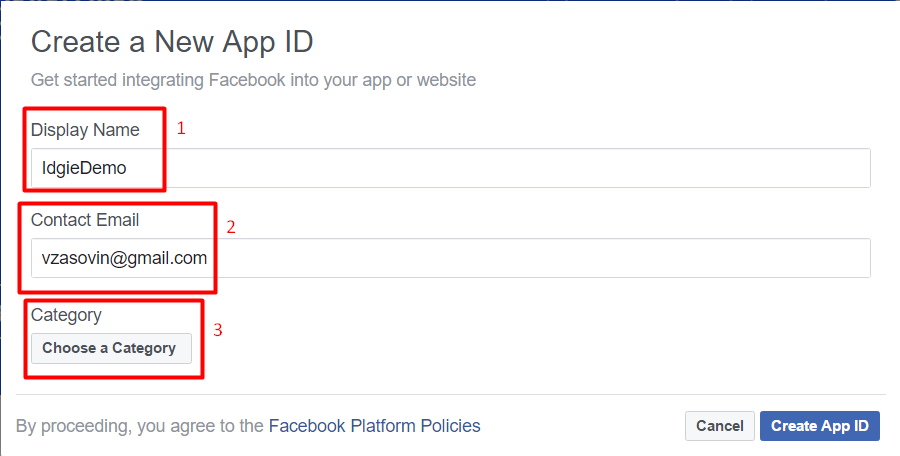 Create a New App ID
Get started integrating Facebook into your app or website
Display Name 1
IdgieDemo
Contact Email 2
vzasovin@gmail.com
Category 3
Choose a Category
By proceeding, you agree to the Facebook Platform Policies Cancel Create App ID